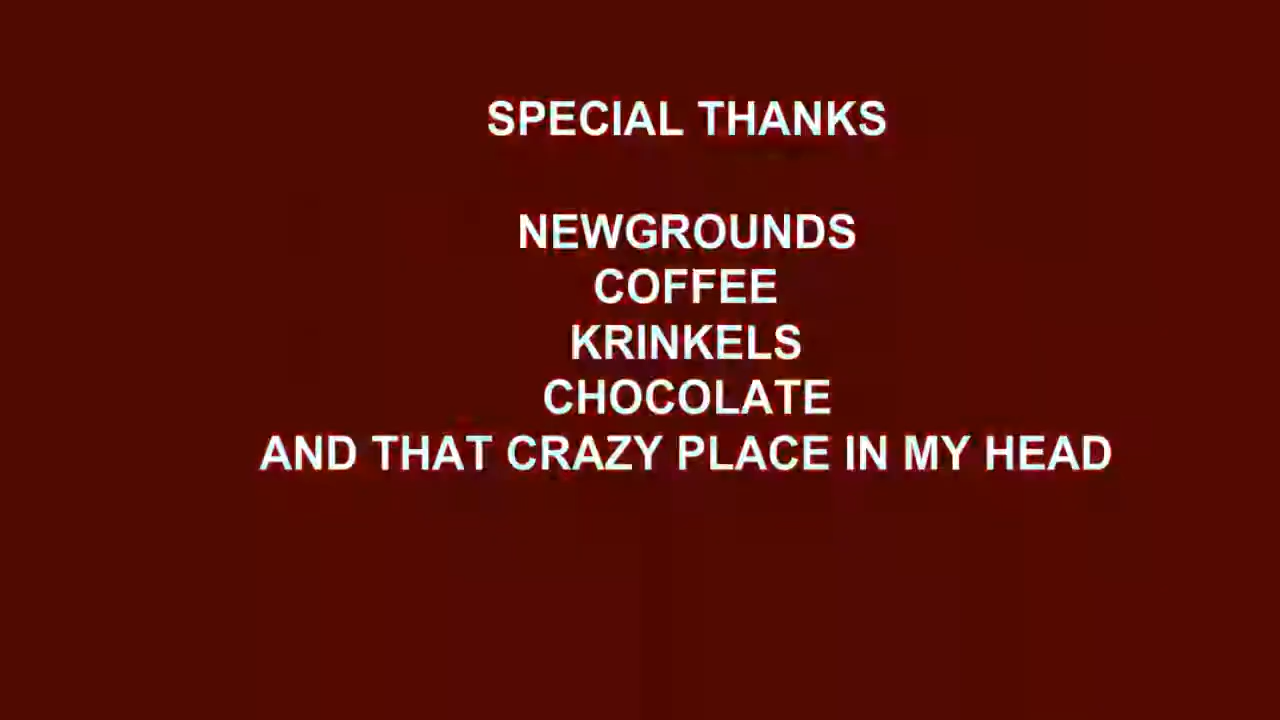 SPECIAL THANKS
NEWGROUNDS
COFFEE
KRINKELS
CHOCOLATE
AND THAT CRAZY PLACE IN MY HEAD